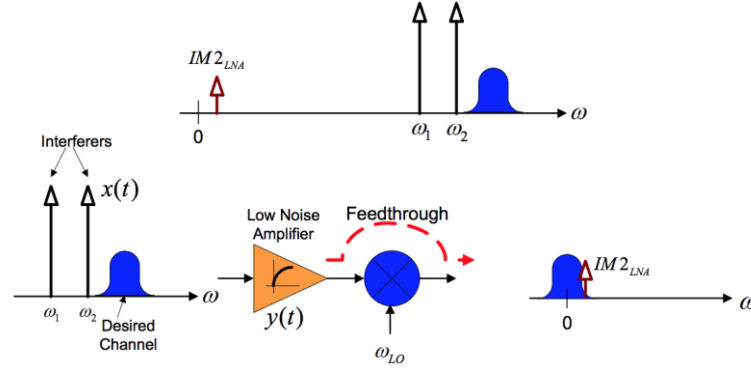 IM2LNA
0
ω1
ω2
ω
Interferers
x(t)
ω1
ω2
ω
Desired
Channel
Low Noise
Amplifier
y(t)
Feedthrough
ωLO
IM2LNA
0
ω